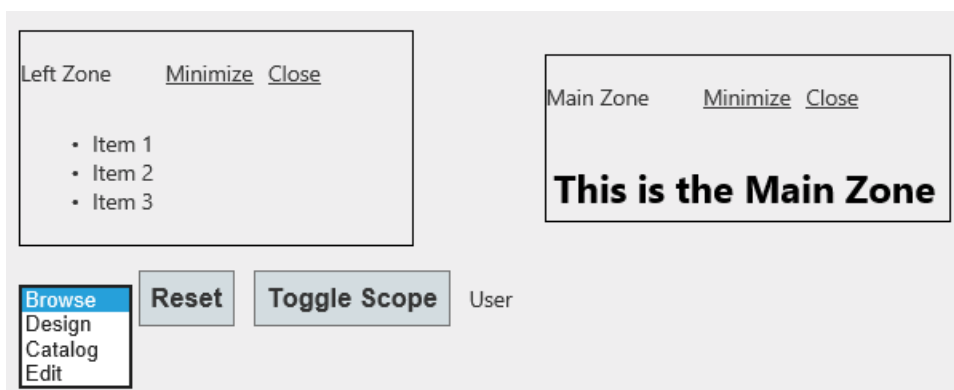 Left Zone Minimize Close
• Item 1
• Item 2
• Item 3
Main Zone Minimize Close
This is the Main Zone
Browse
Design
Catalog
Edit
Reset
Toggle Scope
User